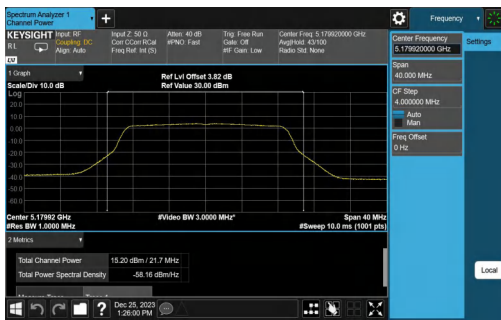 Spectrum Analyzer 1
Channel Power
+
Frequency
KEYSIGHT
Input: RF
Coupling: DC
Align: Auto
RL
Input Z: 50 Ω
Corr CCorr RCal
Freq Ref: Int (S)
Atten: 40 dB
#PNO: Fast
Trig: Free Run
Gate: Off
#IF Gain: Low
Center Freq: 5.179920000 GHz
Avg|Hold: 43/100
Radio Std: None
Center Frequency
5.179920000 GHz
Settings
Span
40.000 MHz
CF Step
4.000000 MHz
Auto
Man
Freq Offset
0 Hz
Local
1 Graph
Scale/Div 10.0 dB
Ref Lvl Offset 3.82 dB
Ref Value 30.00 dBm
Log
20.0
10.0
0.00
-10.0
-20.0
-30.0
-40.0
-50.0
-60.0
Center 5.17992 GHz
#Res BW 1.0000 MHz
#Video BW 3.0000 MHz*
Span 40 MHz
#Sweep 10.0 ms (1001 pts)
2 Metrics
Total Channel Power
15.20 dBm / 21.7 MHz
Total Power Spectral Density
-58.16 dBm/Hz
?
Dec 25, 2023
1:26:00 PM